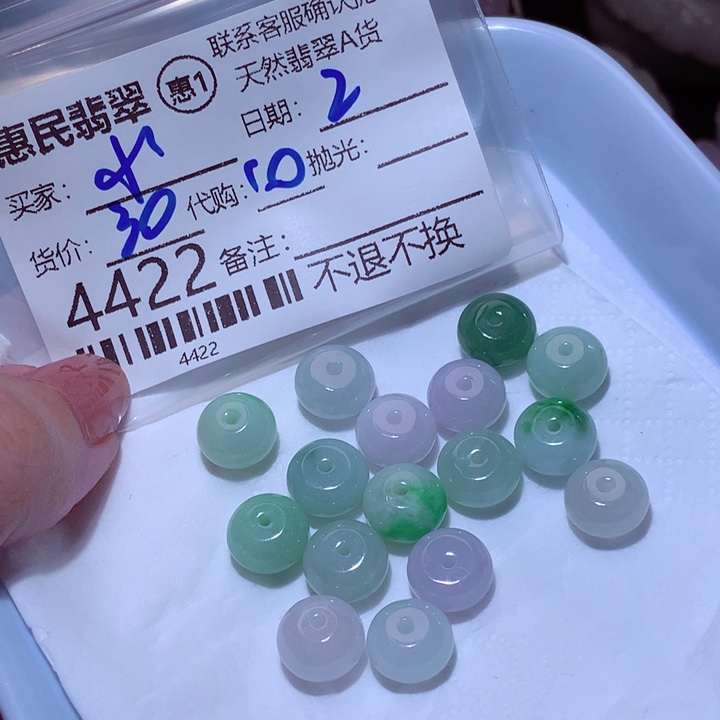 联系客服确认
天然翡翠A货
惠民翡翠 惠1
日期: 2
买家:
货价: 30 代购: 10 抛光:
4422 备注: 不退不换
4422